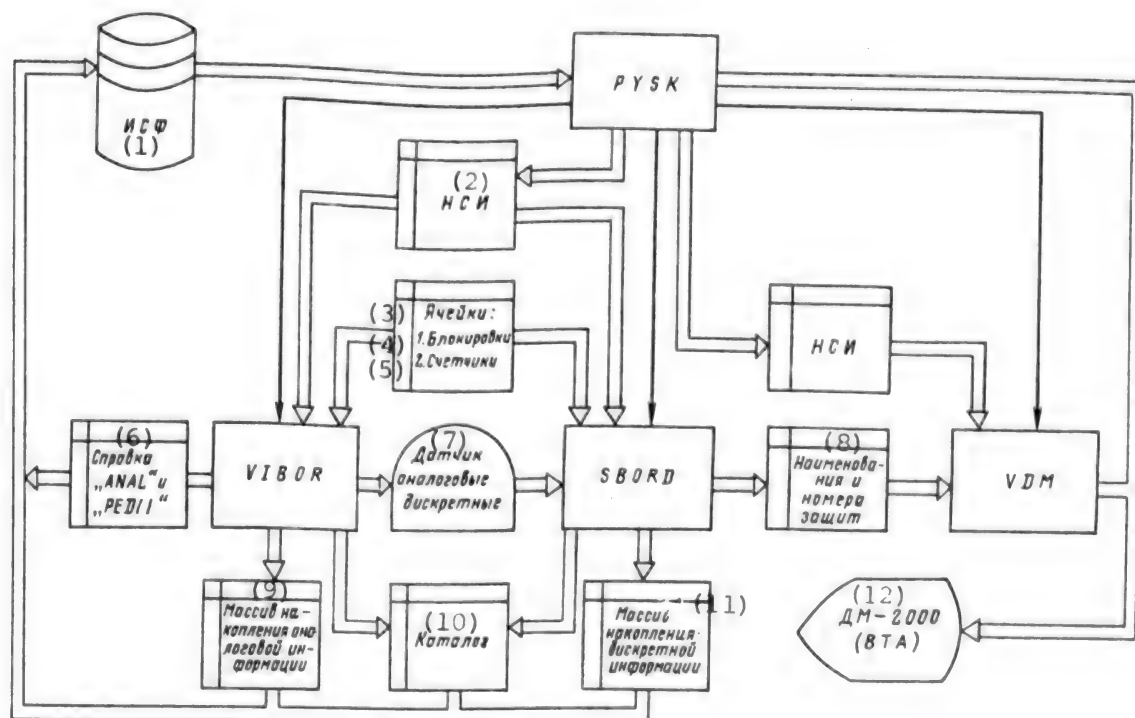 PYSK
ИСФ
(1)
(2)
НСИ
(3)
Ячейки:
(4)
1. Блокировки
(5)
2. Счетчики
НСИ
(6)
Справка
„ANAL“ и
„PEDII“
VIBOR
(7)
Датчик
аналоговые
дискретные
SBORD
(8)
Наименова-
ния и
номера
защит
VDM
(9)
Массив на-
копления ана-
логовой ин-
формации
(10)
Каталог
(11)
Массив
накопления
дискретной
информации
(12)
ДМ-2000
(ВТА)